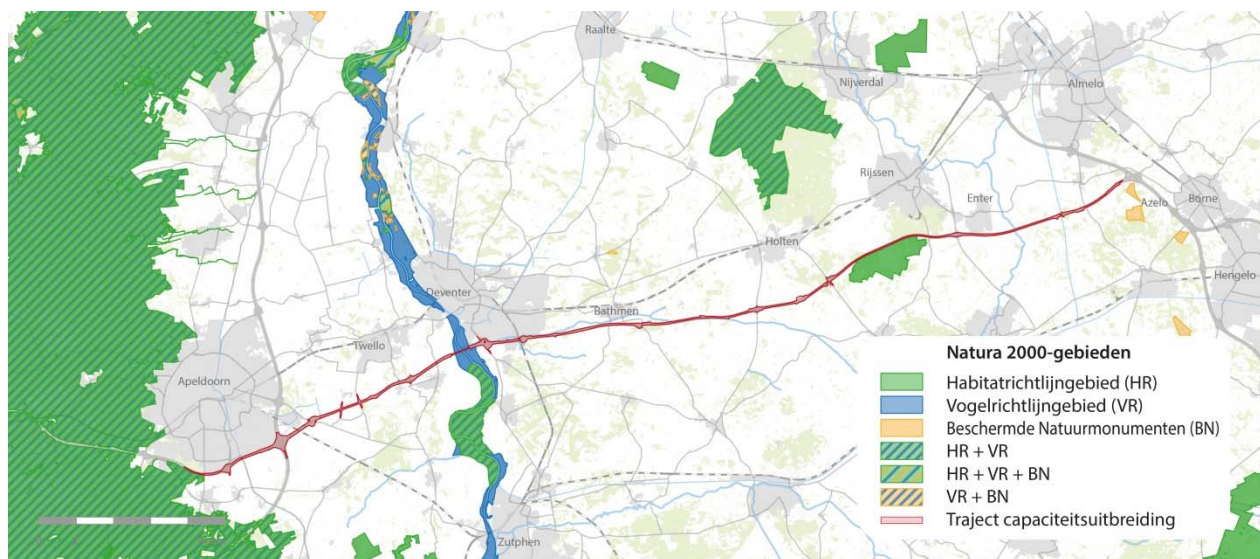 Raalte
Nijverdal
Almelo
Rijssen
Enter
Azelo
Borne
Holten
Hengelo
Deventer
Bathmen
Twello
Apeldoorn
Zutphen
Natura 2000-gebieden
Habitatrichtlijngebied (HR)
Vogelrichtlijngebied (VR)
Beschermde Natuurmonumenten (BN)
HR + VR
HR + VR + BN
VR + BN
Traject capaciteitsuitbreiding